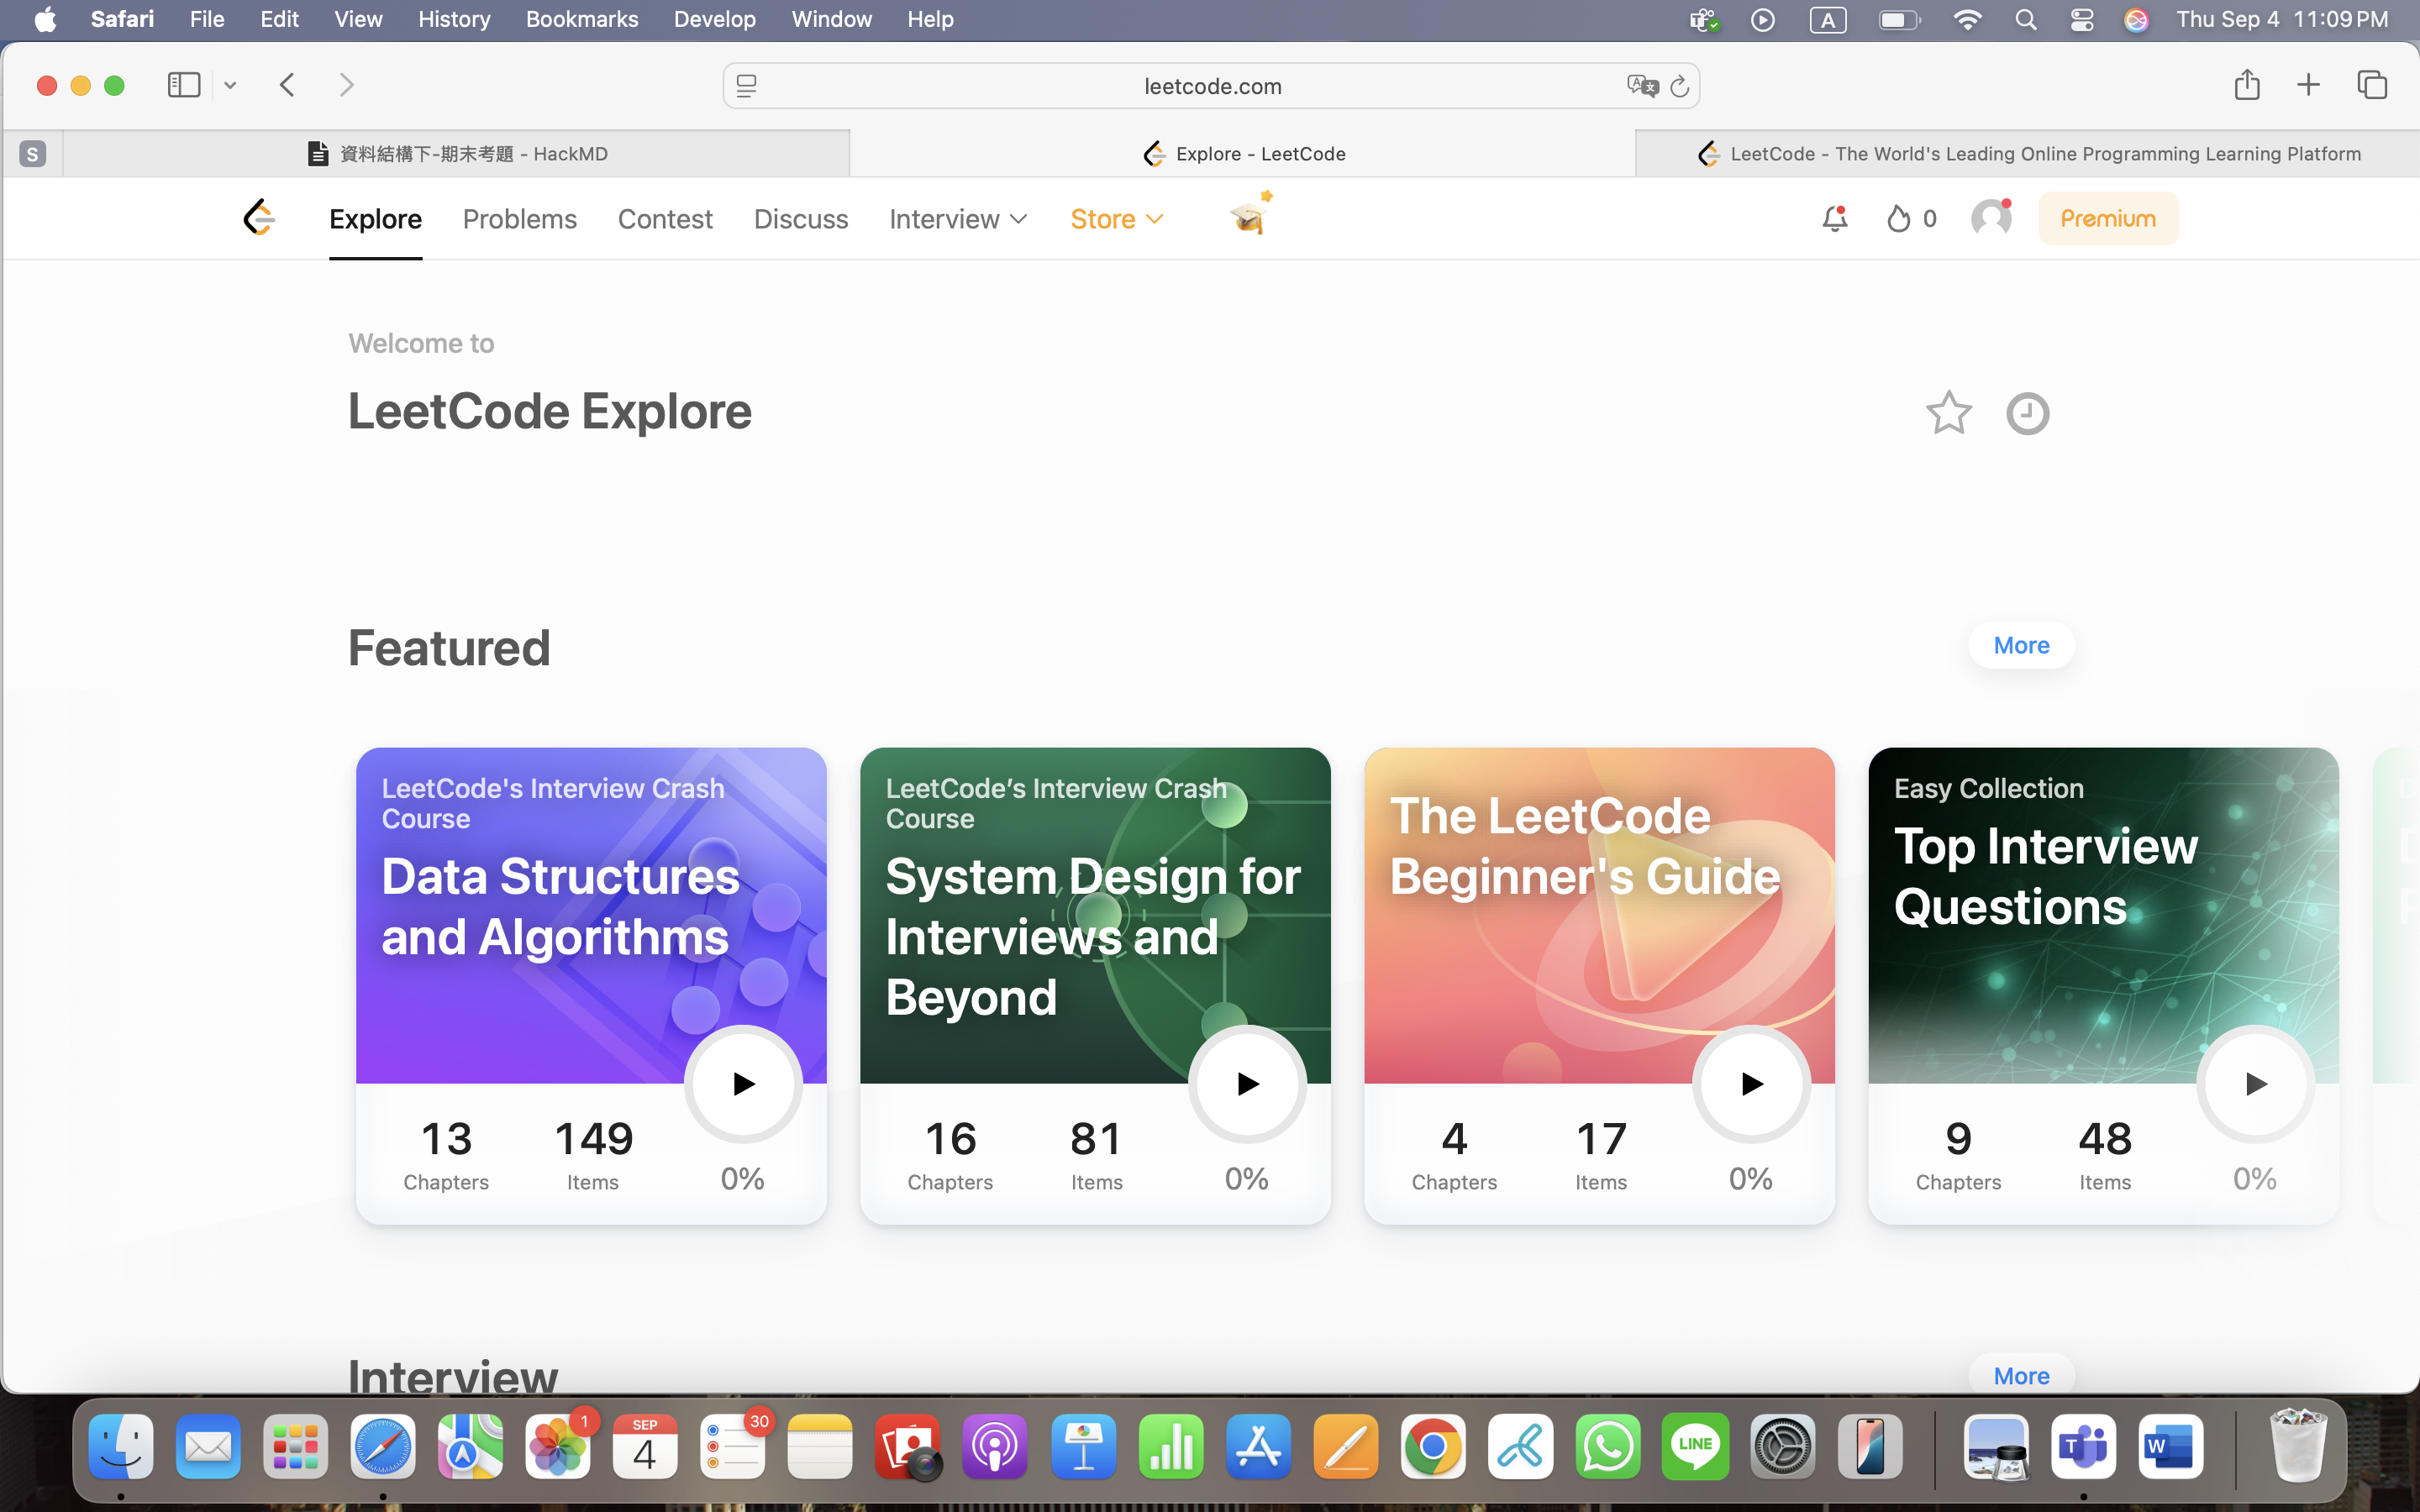 Safari File Edit View History Bookmarks Develop Window Help
A
Thu Sep 4 11:09 PM
leetcode.com
S
資料結構下-期末考題 - HackMD
Explore - LeetCode
LeetCode - The World's Leading Online Programming Learning Platform
Explore Problems Contest Discuss Interview Store
0
Premium
Welcome to
LeetCode Explore
Featured
More
LeetCode's Interview Crash
Course
Data Structures
and Algorithms
13
Chapters
149
Items
0%
LeetCode’s Interview Crash
Course
System Design for
Interviews and
Beyond
16
Chapters
81
Items
0%
The LeetCode
Beginner's Guide
4
Chapters
17
Items
0%
Easy Collection
Top Interview
Questions
9
Chapters
48
Items
0%
Interview
More
1
SEP
4
30
LINE
T
W